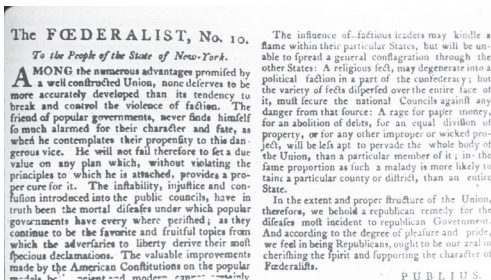 The FŒDERALIST, No. 10.
To the People of the State of New-York.
AMONG the numerous advantages promiſed by
a well conſtructed Union, none deſerves to be
more accurately developed than its tendency to
break and control the violence of faction. The
friend of popular governments, never finds himſelf
ſo much alarmed for their character and fate, as
when he contemplates their propenſity to this dan-
gerous vice. He will not fail therefore to ſet a due
value on any plan which, without violating the
principles to which he is attached, provides a pro-
per cure for it. The inſtability, injuſtice and con-
fuſion introduced into the public councils, have in
truth been the mortal diſeaſes under which popular
governments have every where periſhed; as they
continue to be the favorite and fruitful topics from
which the adverſaries to liberty derive their moſt
ſpecious declamations. The valuable improvements
made by the American Conſtitutions on the popular
The influence of factious leaders may kindle a
flame within their particular States, but will be un-
able to ſpread a general conflagration through the
other States: A religious ſect, may degenerate into a
political faction in a part of the confederacy; but
the variety of ſects diſperſed over the entire face of
it, muſt ſecure the national Councils againſt any
danger from that ſource: A rage for paper money,
for an abolition of debts, for an equal diviſion of
property, or for any other improper or wicked pro-
ject, will be leſs apt to pervade the whole body of
the Union, than a particular member of it; in the
ſame proportion as ſuch a malady is more likely to
taint a particular county or diſtrict, than an entire
State.
In the extent and proper ſtructure of the Union,
therefore, we behold a republican remedy for the
diſeaſes moſt incident to republican Government.
And according to the degree of pleaſure and pride,
we feel in being Republicans, ought to be our zeal in
cheriſhing the ſpirit and ſupporting the character of
Fœderaliſts.
PUBLIUS.